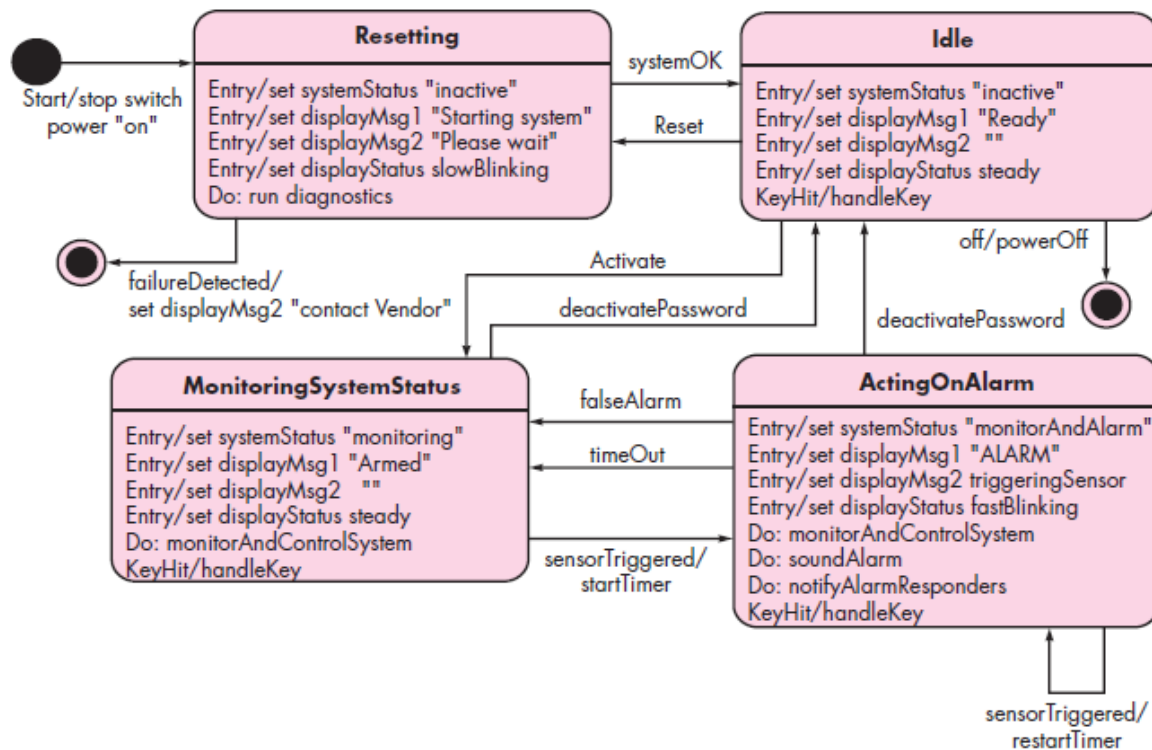 Resetting
Entry/set systemStatus "inactive"
Entry/set displayMsg1 "Starting system"
Entry/set displayMsg2 "Please wait"
Entry/set displayStatus slowBlinking
Do: run diagnostics
Start/stop switch
power "on"
systemOK
Reset
Idle
Entry/set systemStatus "inactive"
Entry/set displayMsg1 "Ready"
Entry/set displayMsg2 ""
Entry/set displayStatus steady
KeyHit/handleKey
failureDetected/
set displayMsg2 "contact Vendor"
Activate
deactivatePassword
off/powerOff
deactivatePassword
MonitoringSystemStatus
Entry/set systemStatus "monitoring"
Entry/set displayMsg1 "Armed"
Entry/set displayMsg2 ""
Entry/set displayStatus steady
Do: monitorAndControlSystem
KeyHit/handleKey
falseAlarm
timeOut
sensorTriggered/
startTimer
ActingOnAlarm
Entry/set systemStatus "monitorAndAlarm"
Entry/set displayMsg1 "ALARM"
Entry/set displayMsg2 triggeringSensor
Entry/set displayStatus fastBlinking
Do: monitorAndControlSystem
Do: soundAlarm
Do: notifyAlarmResponders
KeyHit/handleKey
sensorTriggered/
restartTimer